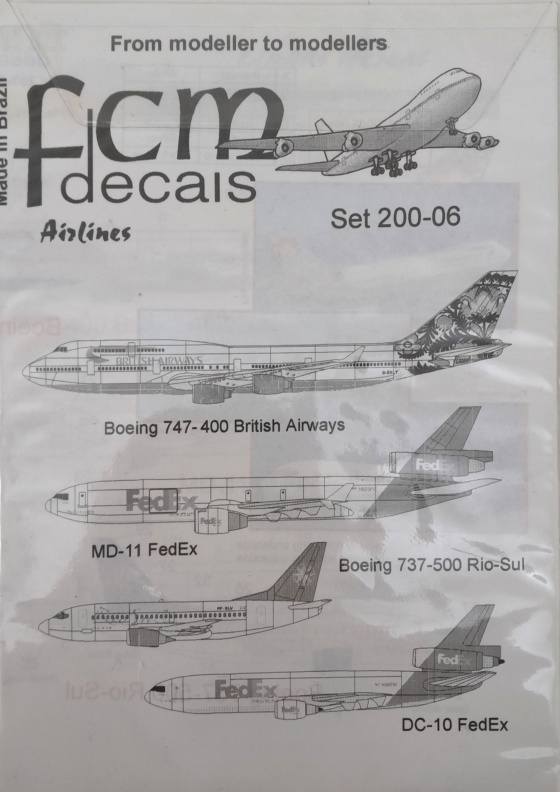 From modeller to modellers
Made in Brazil
fcm
decals
Airlines
Set 200-06
BRITISH AIRWAYS
Boeing 747-400 British Airways
FedEx
FedEx
MD-11 FedEx
Boeing 737-500 Rio-Sul
FedEx
FedEx
FedEx
DC-10 FedEx